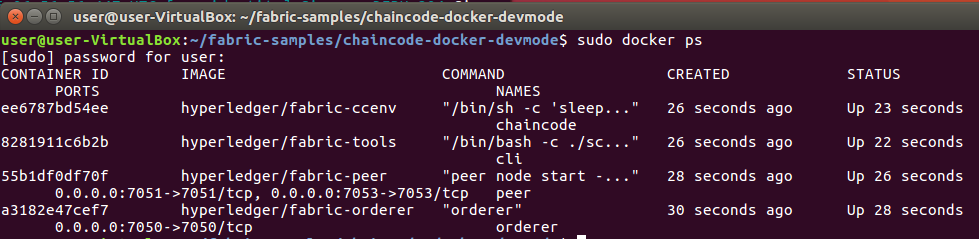 user@user-VirtualBox: ~/fabric-samples/chaincode-docker-devmode
user@user-VirtualBox:~/fabric-samples/chaincode-docker-devmode$ sudo docker ps
[sudo] password for user:
CONTAINER ID IMAGE COMMAND CREATED STATUS
PORTS NAMES
ee6787bd54ee hyperledger/fabric-ccenv "/bin/sh -c 'sleep..." 26 seconds ago Up 23 seconds
chaincode
8281911c6b2b hyperledger/fabric-tools "/bin/bash -c ./sc..." 26 seconds ago Up 22 seconds
cli
55b1df0df70f hyperledger/fabric-peer "peer node start -..." 28 seconds ago Up 26 seconds
0.0.0.0:7051->7051/tcp, 0.0.0.0:7053->7053/tcp peer
a3182e47cef7 hyperledger/fabric-orderer "orderer" 30 seconds ago Up 28 seconds
0.0.0.0:7050->7050/tcp orderer